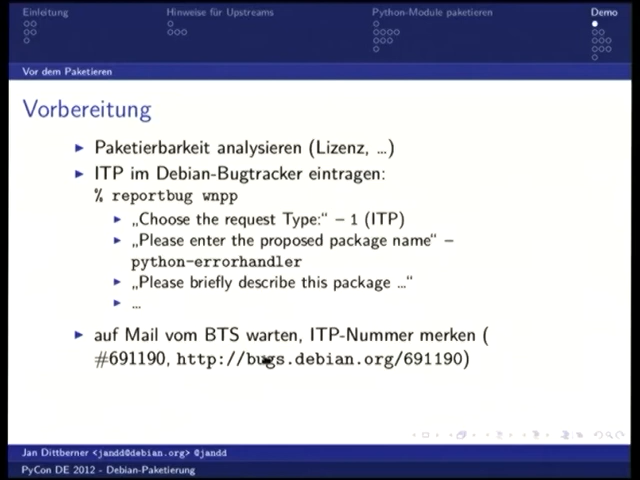 Einleitung Hinweise für Upstreams Python-Module paketieren Demo
Vor dem Paketieren
Vorbereitung
Paketierbarkeit analysieren (Lizenz, ...)
ITP im Debian-Bugtracker eintragen:
% reportbug wnpp
„Choose the request Type:“ – 1 (ITP)
„Please enter the proposed package name“ –
python-errorhandler
„Please briefly describe this package ...“
...
auf Mail vom BTS warten, ITP-Nummer merken (
#691190, http://bugs.debian.org/691190)
Jan Dittberner <jandd@debian.org> @jandd
PyCon DE 2012 - Debian-Paketierung